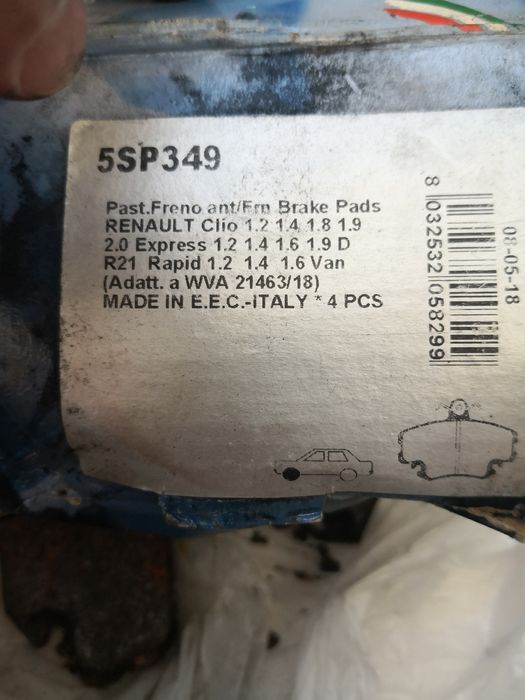 5SP349
Past.Freno ant/Frn Brake Pads
RENAULT Clio 1.2 1.4 1.8 1.9
2.0 Express 1.2 1.4 1.6 1.9 D
R21 Rapid 1.2 1.4 1.6 Van
(Adatt. a WVA 21463/18)
MADE IN E.E.C.-ITALY * 4 PCS
8 032532 058299
08-05-18